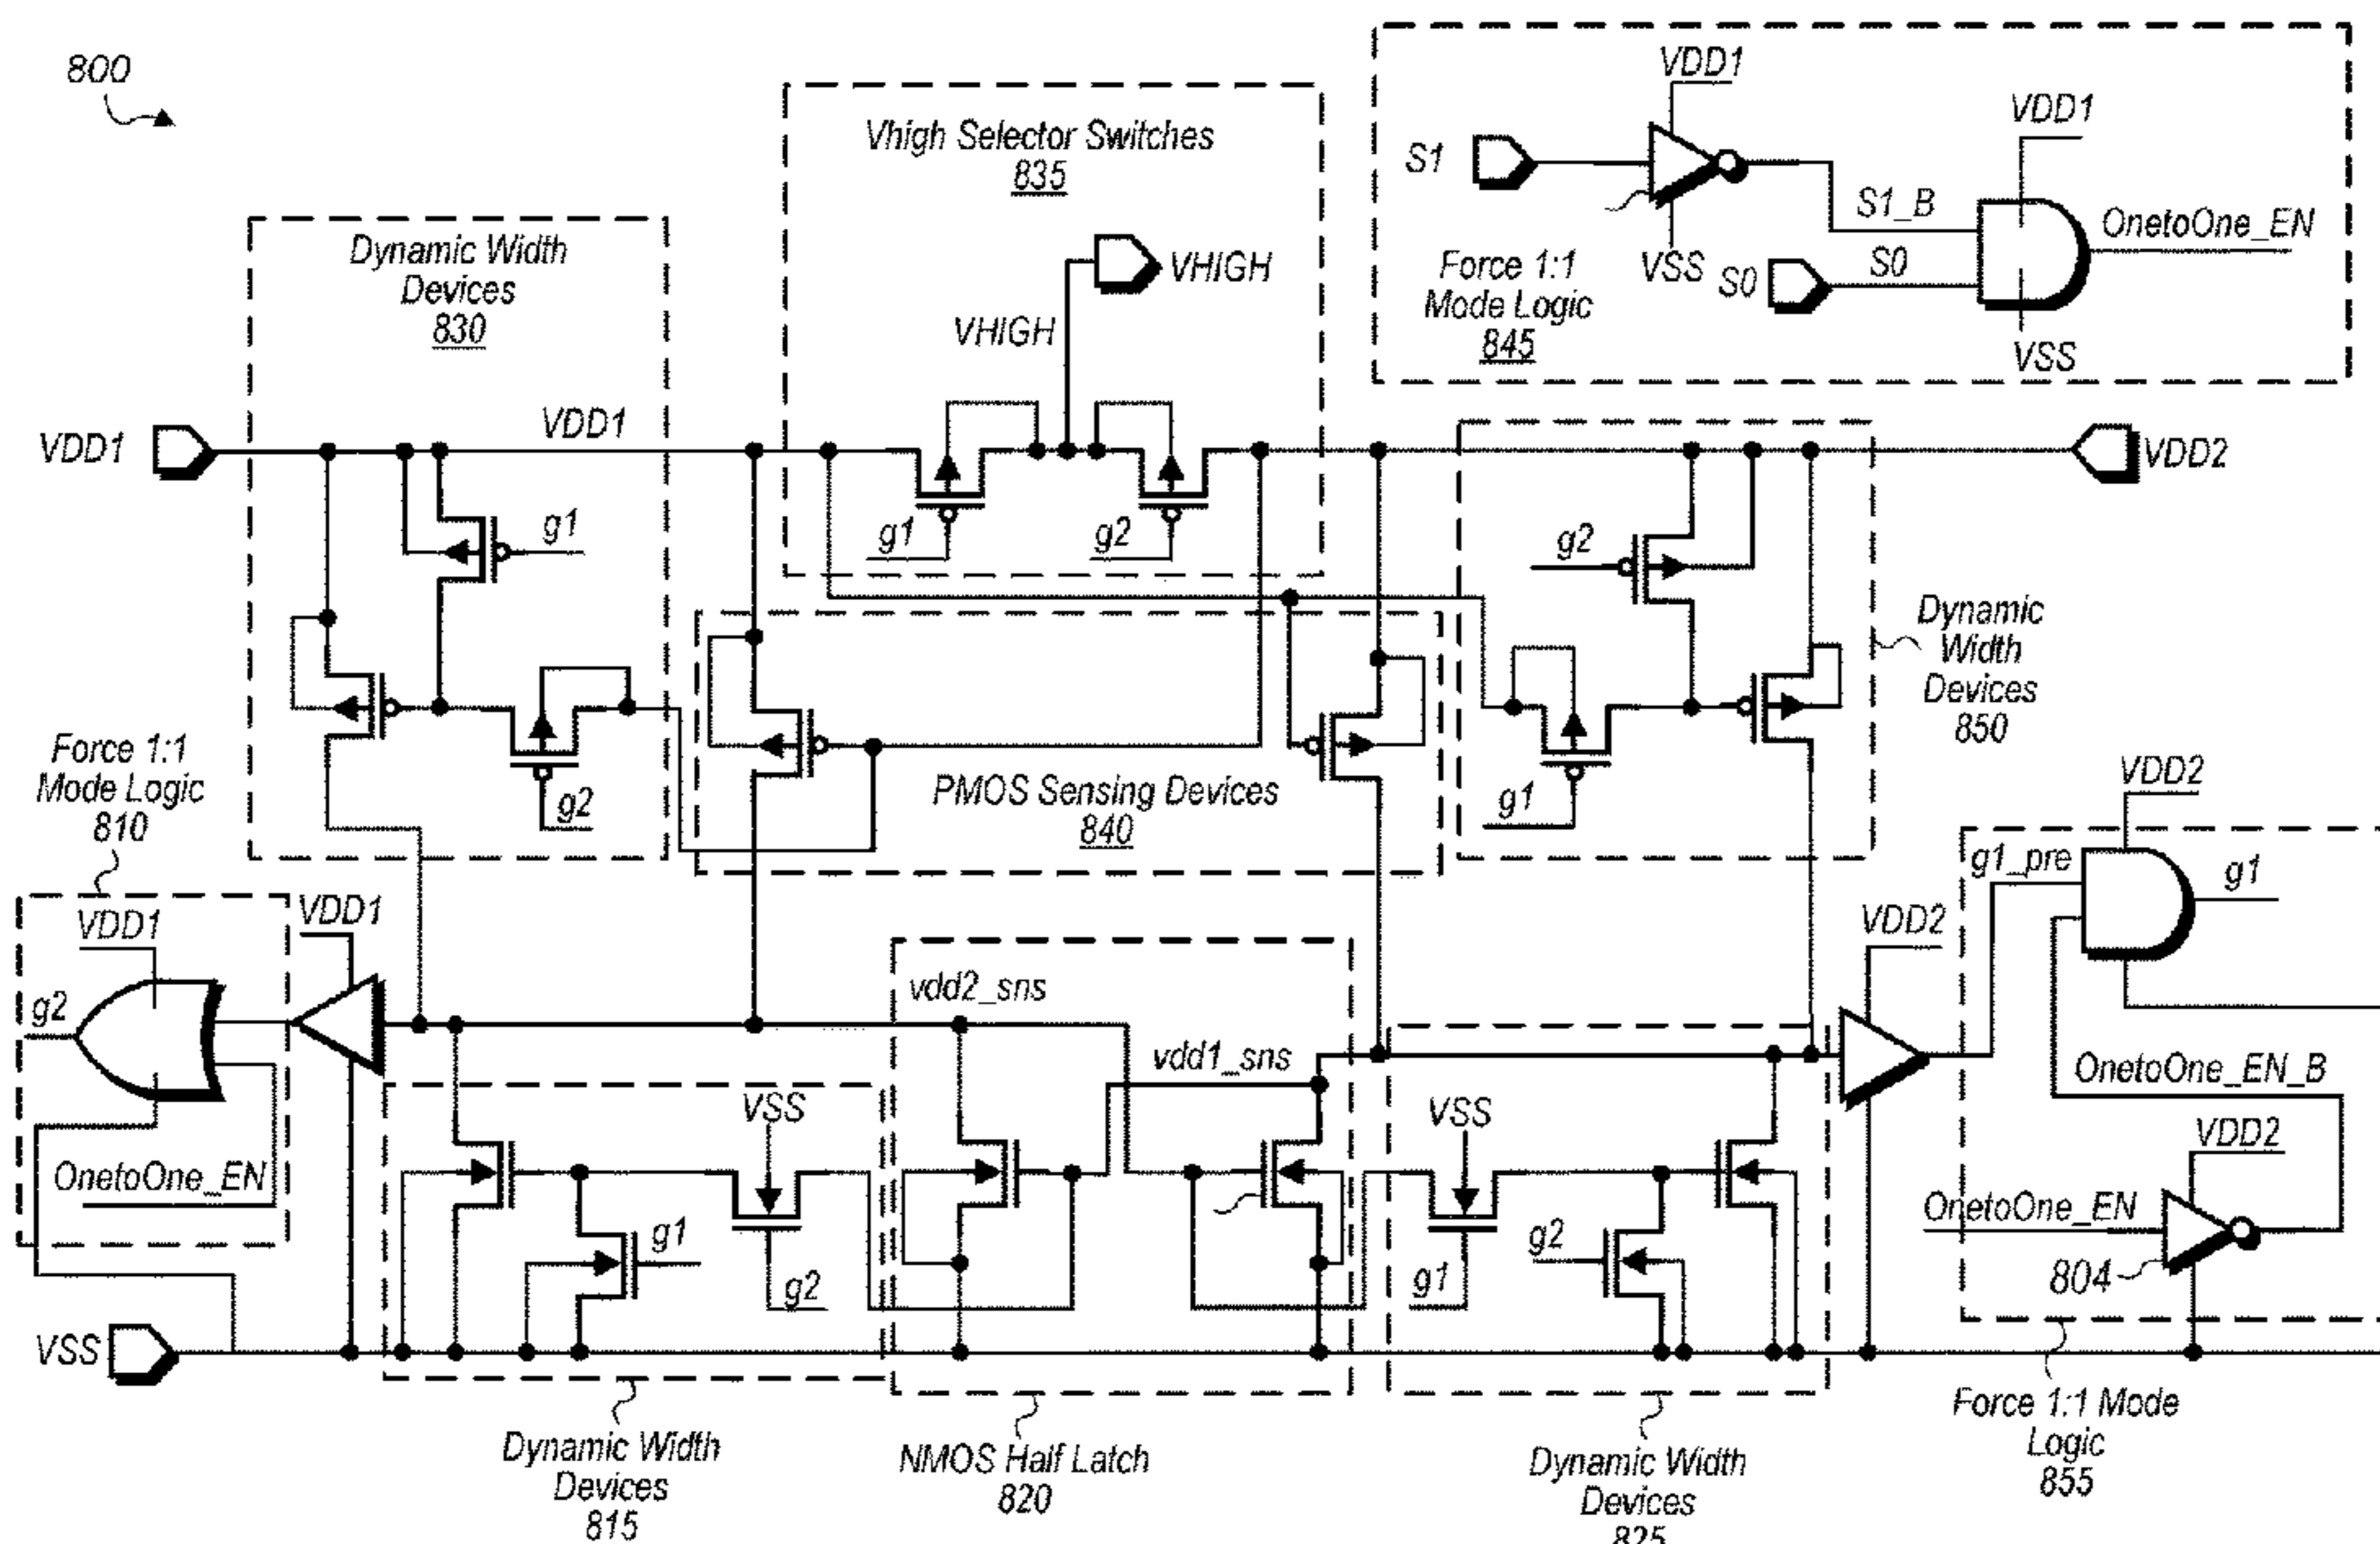 800
Vhigh Selector Switches
835
VHIGH
VHIGH
VDD1
S1
VSS
S1_B
S0
S0
VDD1
VSS
OnetoOne_EN
Force 1:1
Mode Logic
845
Dynamic Width
Devices
830
VDD1
VDD1
g1
g2
g1
g2
VDD2
g2
g1
Dynamic
Width
Devices
850
PMOS Sensing Devices
840
Force 1:1
Mode Logic
810
VDD1
VDD1
g2
OnetoOne_EN
VSS
vdd2_sns
vdd1_sns
VSS
g1
g2
VSS
g1
g2
VDD2
g1_pre
VDD2
g1
OnetoOne_EN_B
VDD2
OnetoOne_EN
804
Dynamic Width
Devices
815
NMOS Half Latch
820
Dynamic Width
Devices
825
Force 1:1 Mode
Logic
855